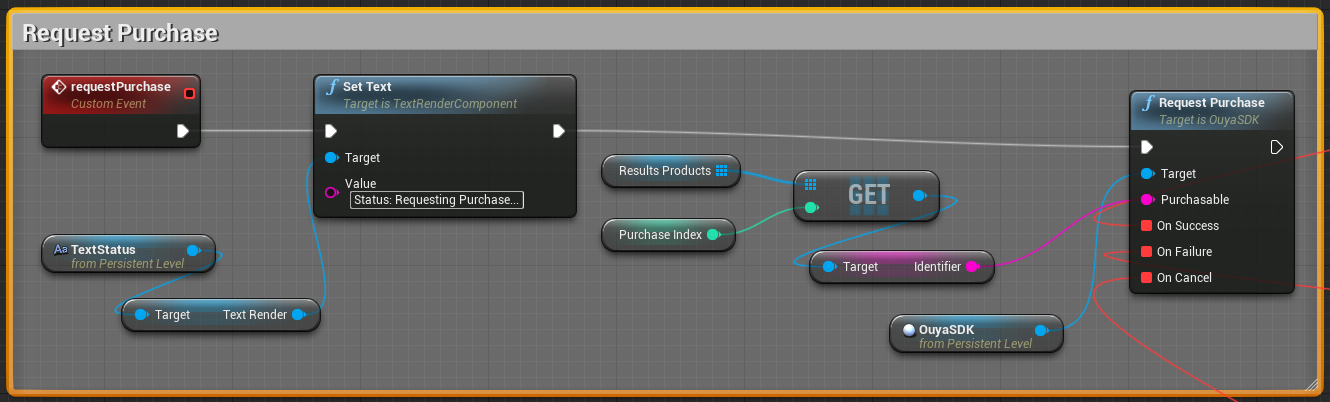 Request Purchase
requestPurchase
Custom Event
f Set Text
Target is TextRenderComponent
Target
Value
Status: Requesting Purchase...
Aa TextStatus
from Persistent Level
Target Text Render
Results Products
Purchase Index
GET
Target Identifier
OuyaSDK
from Persistent Level
f Request Purchase
Target is OuyaSDK
Target
Purchasable
On Success
On Failure
On Cancel